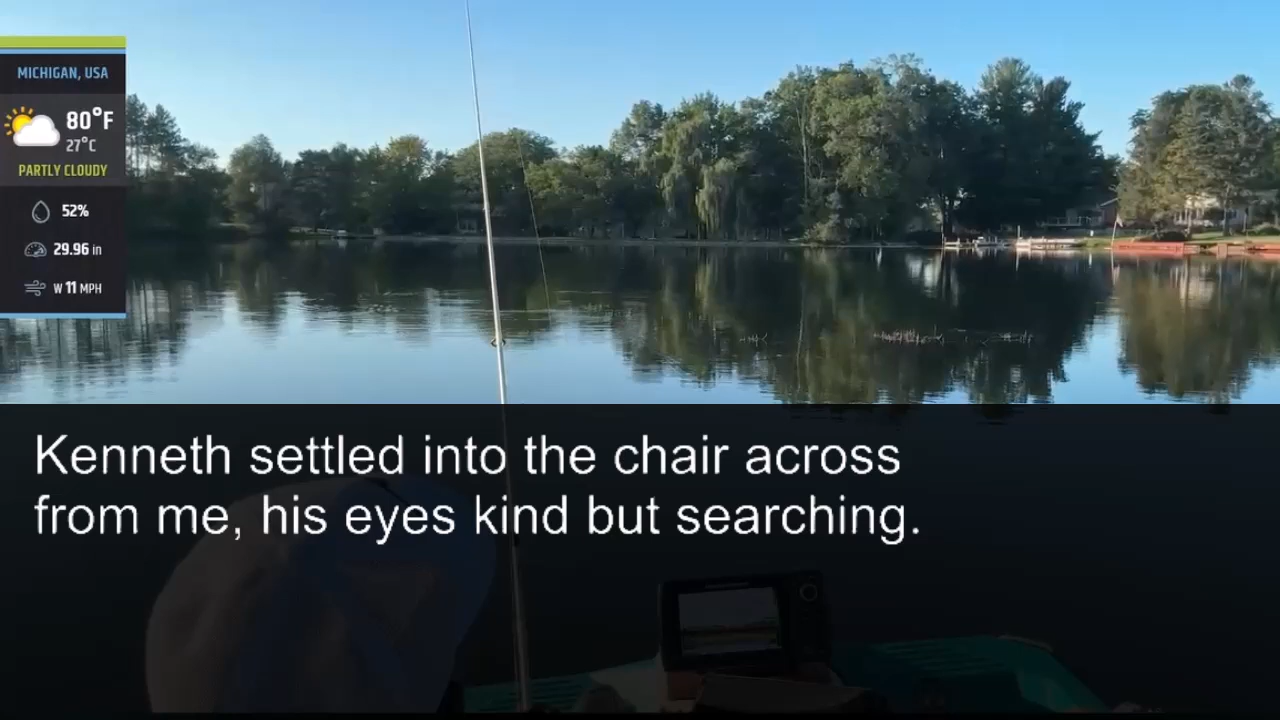 MICHIGAN, USA
80°F
27°C
PARTLY CLOUDY
52%
29.96 in
W 11 MPH
Kenneth settled into the chair across
from me, his eyes kind but searching.